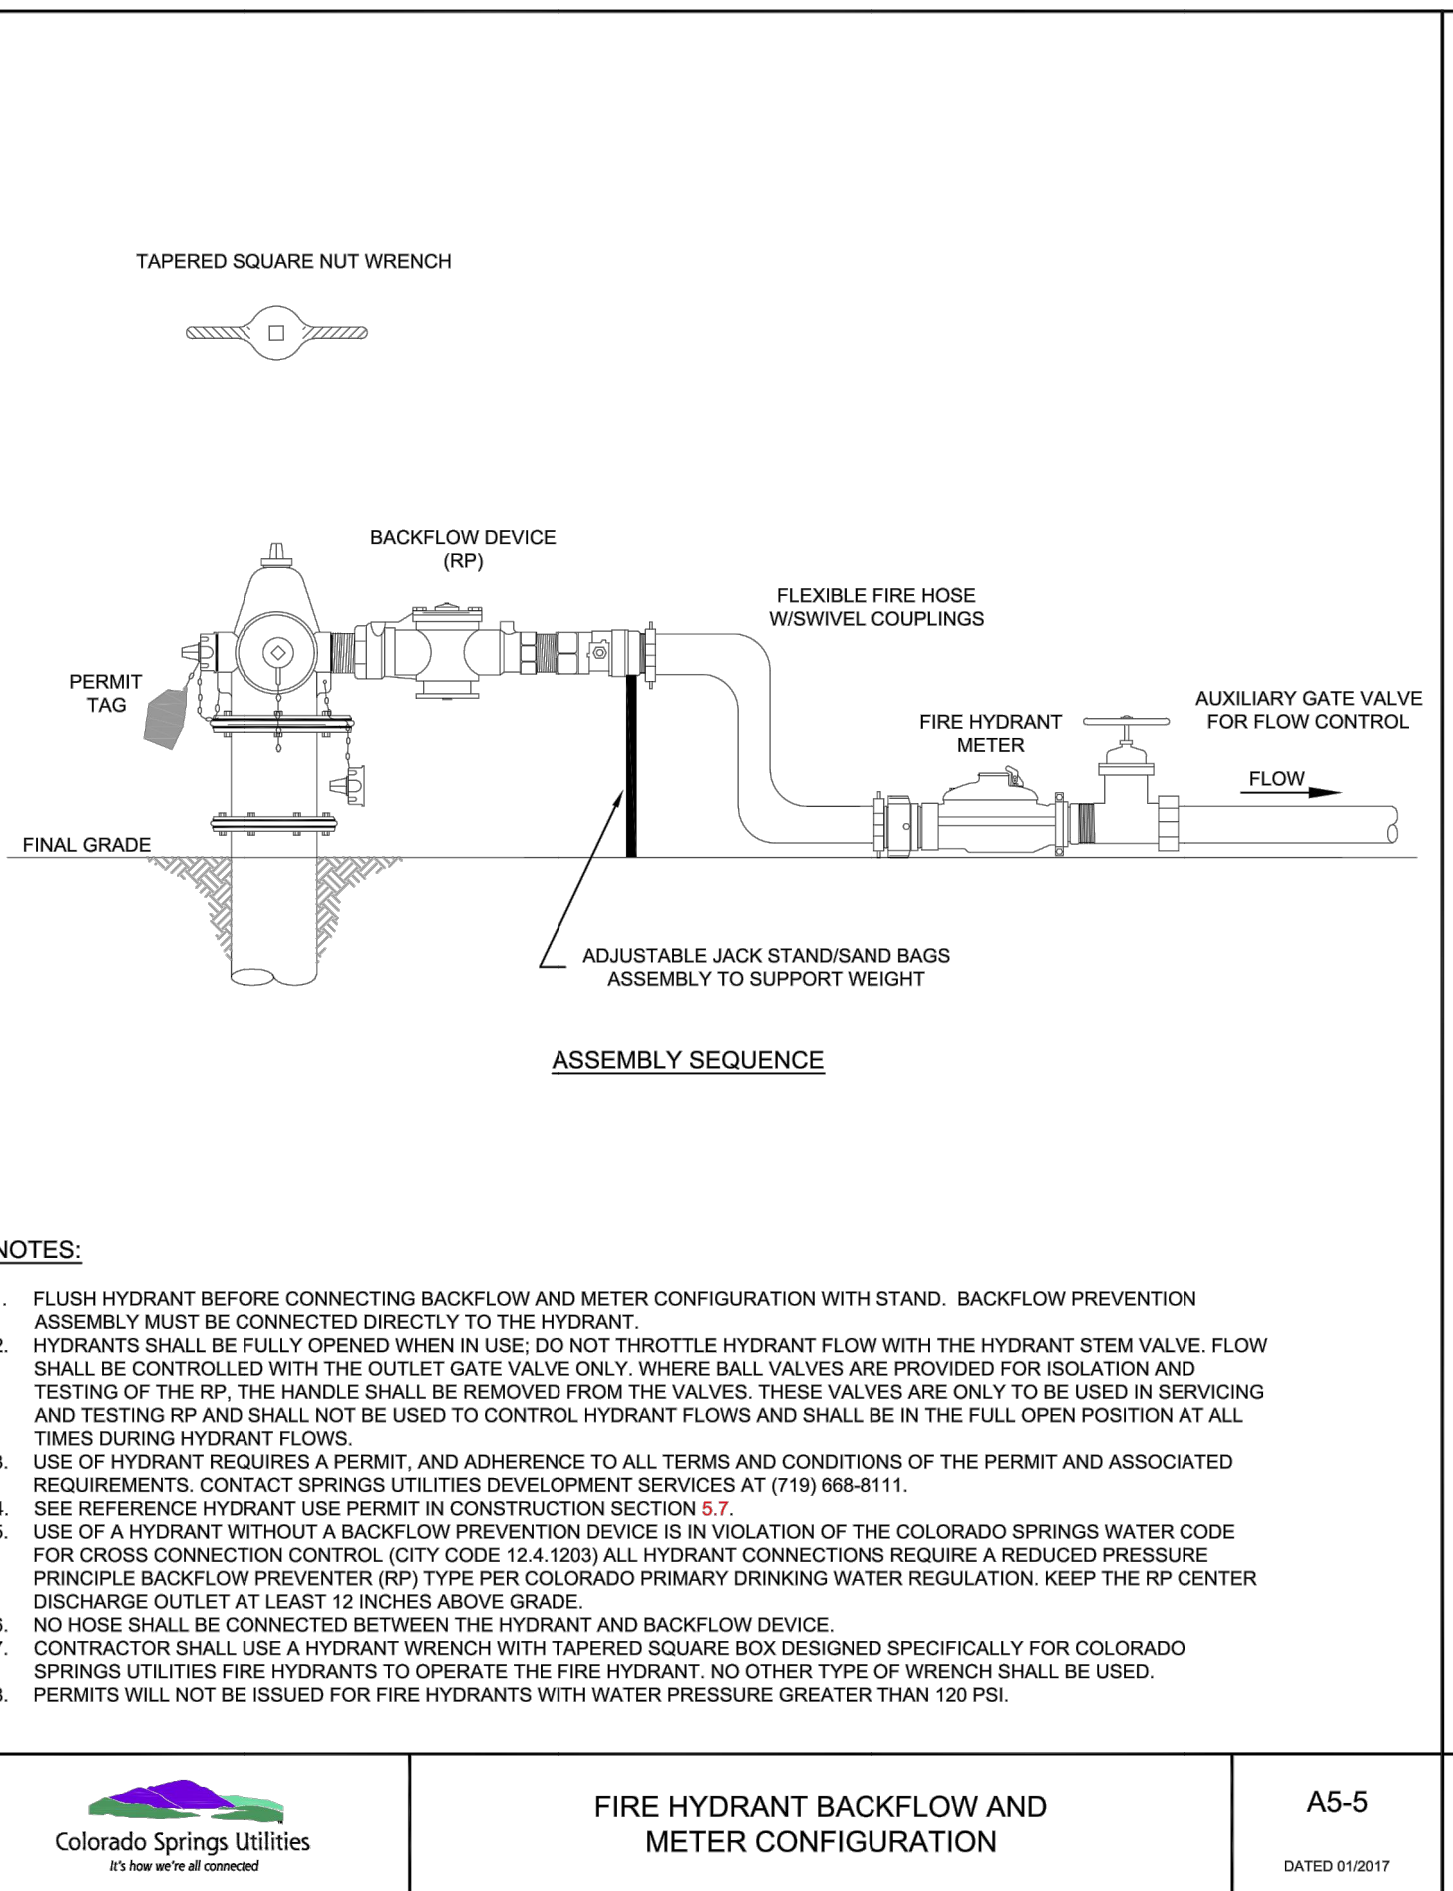 TAPERED SQUARE NUT WRENCH
BACKFLOW DEVICE
(RP)
FLEXIBLE FIRE HOSE
W/SWIVEL COUPLINGS
PERMIT
TAG
AUXILIARY GATE VALVE
FOR FLOW CONTROL
FIRE HYDRANT
METER
FLOW
FINAL GRADE
ADJUSTABLE JACK STAND/SAND BAGS
ASSEMBLY TO SUPPORT WEIGHT
ASSEMBLY SEQUENCE
NOTES:
. FLUSH HYDRANT BEFORE CONNECTING BACKFLOW AND METER CONFIGURATION WITH STAND. BACKFLOW PREVENTION
ASSEMBLY MUST BE CONNECTED DIRECTLY TO THE HYDRANT.
2. HYDRANTS SHALL BE FULLY OPENED WHEN IN USE; DO NOT THROTTLE HYDRANT FLOW WITH THE HYDRANT STEM VALVE. FLOW
SHALL BE CONTROLLED WITH THE OUTLET GATE VALVE ONLY. WHERE BALL VALVES ARE PROVIDED FOR ISOLATION AND
TESTING OF THE RP, THE HANDLE SHALL BE REMOVED FROM THE VALVES. THESE VALVES ARE ONLY TO BE USED IN SERVICING
AND TESTING RP AND SHALL NOT BE USED TO CONTROL HYDRANT FLOWS AND SHALL BE IN THE FULL OPEN POSITION AT ALL
TIMES DURING HYDRANT FLOWS.
3. USE OF HYDRANT REQUIRES A PERMIT, AND ADHERENCE TO ALL TERMS AND CONDITIONS OF THE PERMIT AND ASSOCIATED
REQUIREMENTS. CONTACT SPRINGS UTILITIES DEVELOPMENT SERVICES AT (719) 668-8111.
4. SEE REFERENCE HYDRANT USE PERMIT IN CONSTRUCTION SECTION 5.7.
5. USE OF A HYDRANT WITHOUT A BACKFLOW PREVENTION DEVICE IS IN VIOLATION OF THE COLORADO SPRINGS WATER CODE
FOR CROSS CONNECTION CONTROL (CITY CODE 12.4.1203) ALL HYDRANT CONNECTIONS REQUIRE A REDUCED PRESSURE
PRINCIPLE BACKFLOW PREVENTER (RP) TYPE PER COLORADO PRIMARY DRINKING WATER REGULATION. KEEP THE RP CENTER
DISCHARGE OUTLET AT LEAST 12 INCHES ABOVE GRADE.
6. NO HOSE SHALL BE CONNECTED BETWEEN THE HYDRANT AND BACKFLOW DEVICE.
7. CONTRACTOR SHALL USE A HYDRANT WRENCH WITH TAPERED SQUARE BOX DESIGNED SPECIFICALLY FOR COLORADO
SPRINGS UTILITIES FIRE HYDRANTS TO OPERATE THE FIRE HYDRANT. NO OTHER TYPE OF WRENCH SHALL BE USED.
8. PERMITS WILL NOT BE ISSUED FOR FIRE HYDRANTS WITH WATER PRESSURE GREATER THAN 120 PSI.
Colorado Springs Utilities
It's how we're all connected
FIRE HYDRANT BACKFLOW AND
METER CONFIGURATION
A5-5
DATED 01/2017